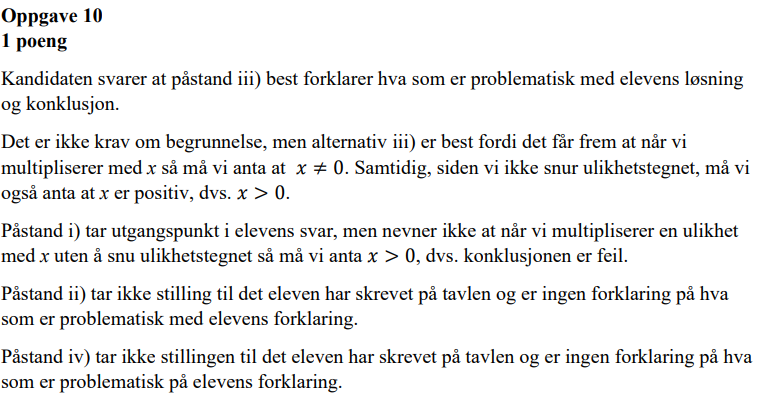 Oppgave 10
1 poeng
Kandidaten svarer at påstand iii) best forklarer hva som er problematisk med elevens løsning
og konklusjon.
Det er ikke krav om begrunnelse, men alternativ iii) er best fordi det får frem at når vi
multipliserer med x så må vi anta at x ≠ 0. Samtidig, siden vi ikke snur ulikhetstegnet, må vi
også anta at x er positiv, dvs. x > 0.
Påstand i) tar utgangspunkt i elevens svar, men nevner ikke at når vi multipliserer en ulikhet
med x uten å snu ulikhetstegnet så må vi anta x > 0, dvs. konklusjonen er feil.
Påstand ii) tar ikke stilling til det eleven har skrevet på tavlen og er ingen forklaring på hva
som er problematisk med elevens forklaring.
Påstand iv) tar ikke stillingen til det eleven har skrevet på tavlen og er ingen forklaring på hva
som er problematisk på elevens forklaring.